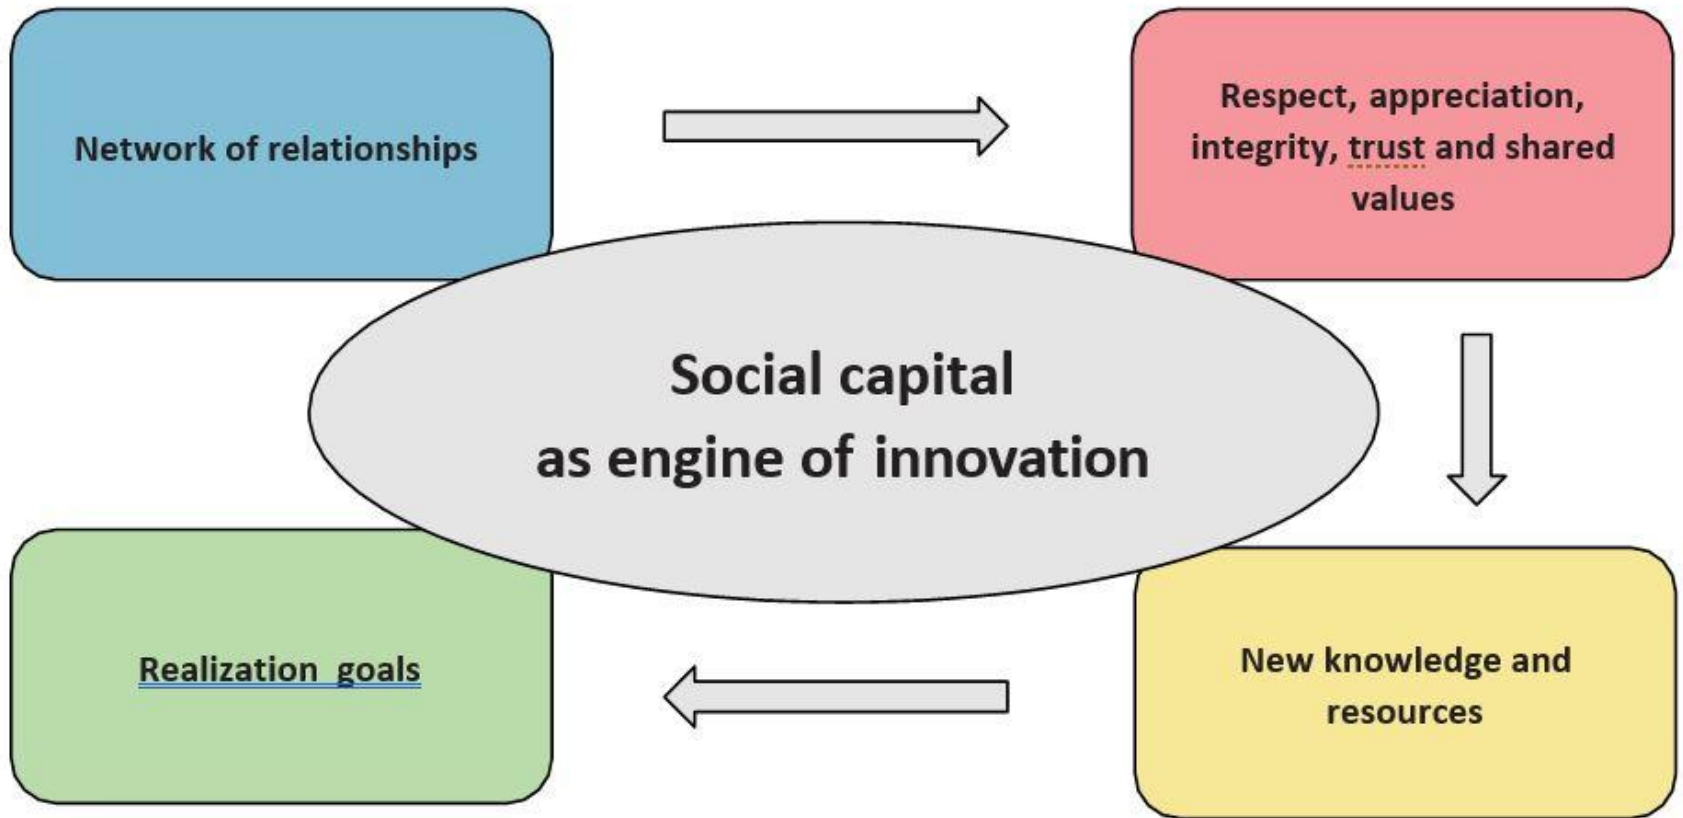 Network of relationships
Respect, appreciation,
integrity, trust and shared
values
Social capital
as engine of innovation
Realization  goals
New knowledge and
resources